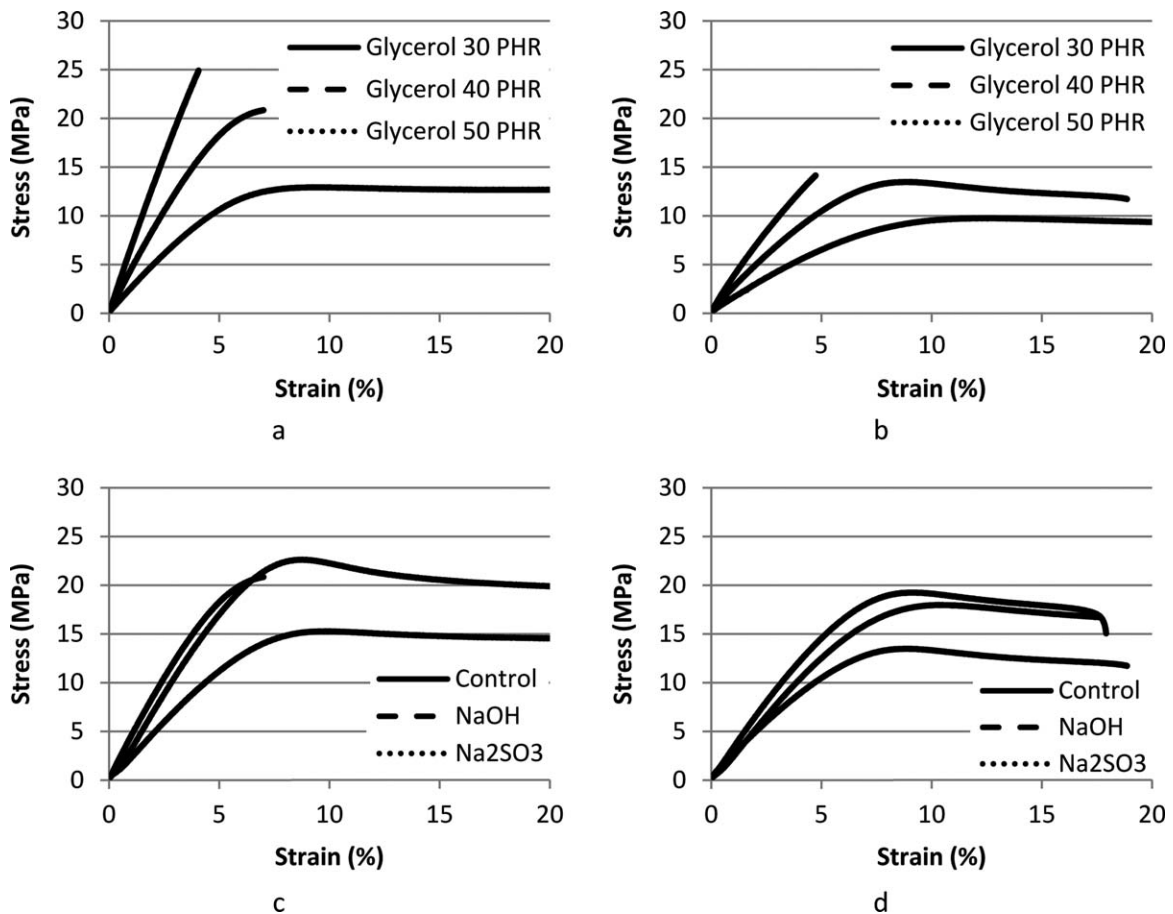 30
25
20
15
10
5
0
Stress (MPa)
Glycerol 30 PHR
Glycerol 40 PHR
Glycerol 50 PHR
0 5 10 15 20
Strain (%)
a
30
25
20
15
10
5
0
Stress (MPa)
Glycerol 30 PHR
Glycerol 40 PHR
Glycerol 50 PHR
0 5 10 15 20
Strain (%)
b
30
25
20
15
10
5
0
Stress (MPa)
Control
NaOH
Na2SO3
0 5 10 15 20
Strain (%)
c
30
25
20
15
10
5
0
Stress (MPa)
Control
NaOH
Na2SO3
0 5 10 15 20
Strain (%)
d